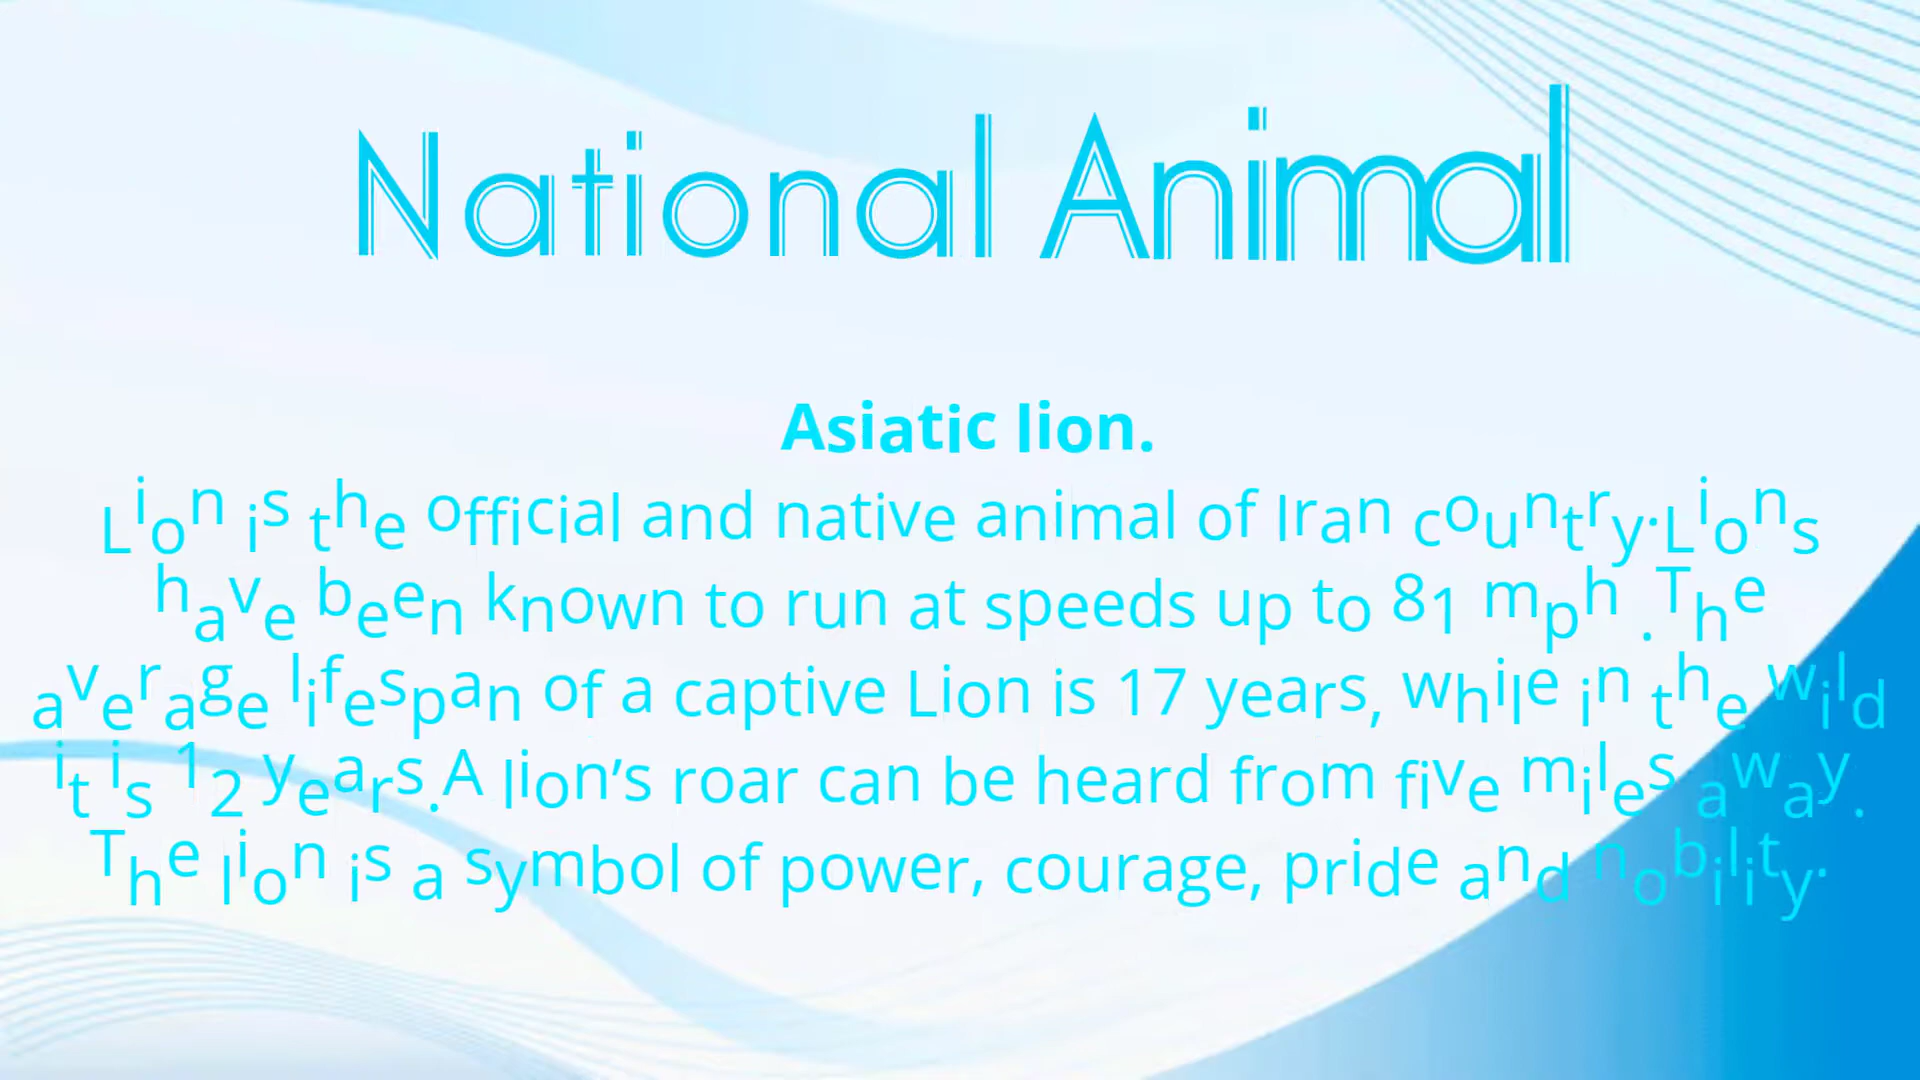 National Animal
Asiatic lion.
Lion is the official and native animal of Iran country.Lions
have been known to run at speeds up to 81 mph .The
average lifespan of a captive Lion is 17 years, while in the wild
it is 12 years.A lion’s roar can be heard from five miles away.
The lion is a symbol of power, courage, pride and nobility.